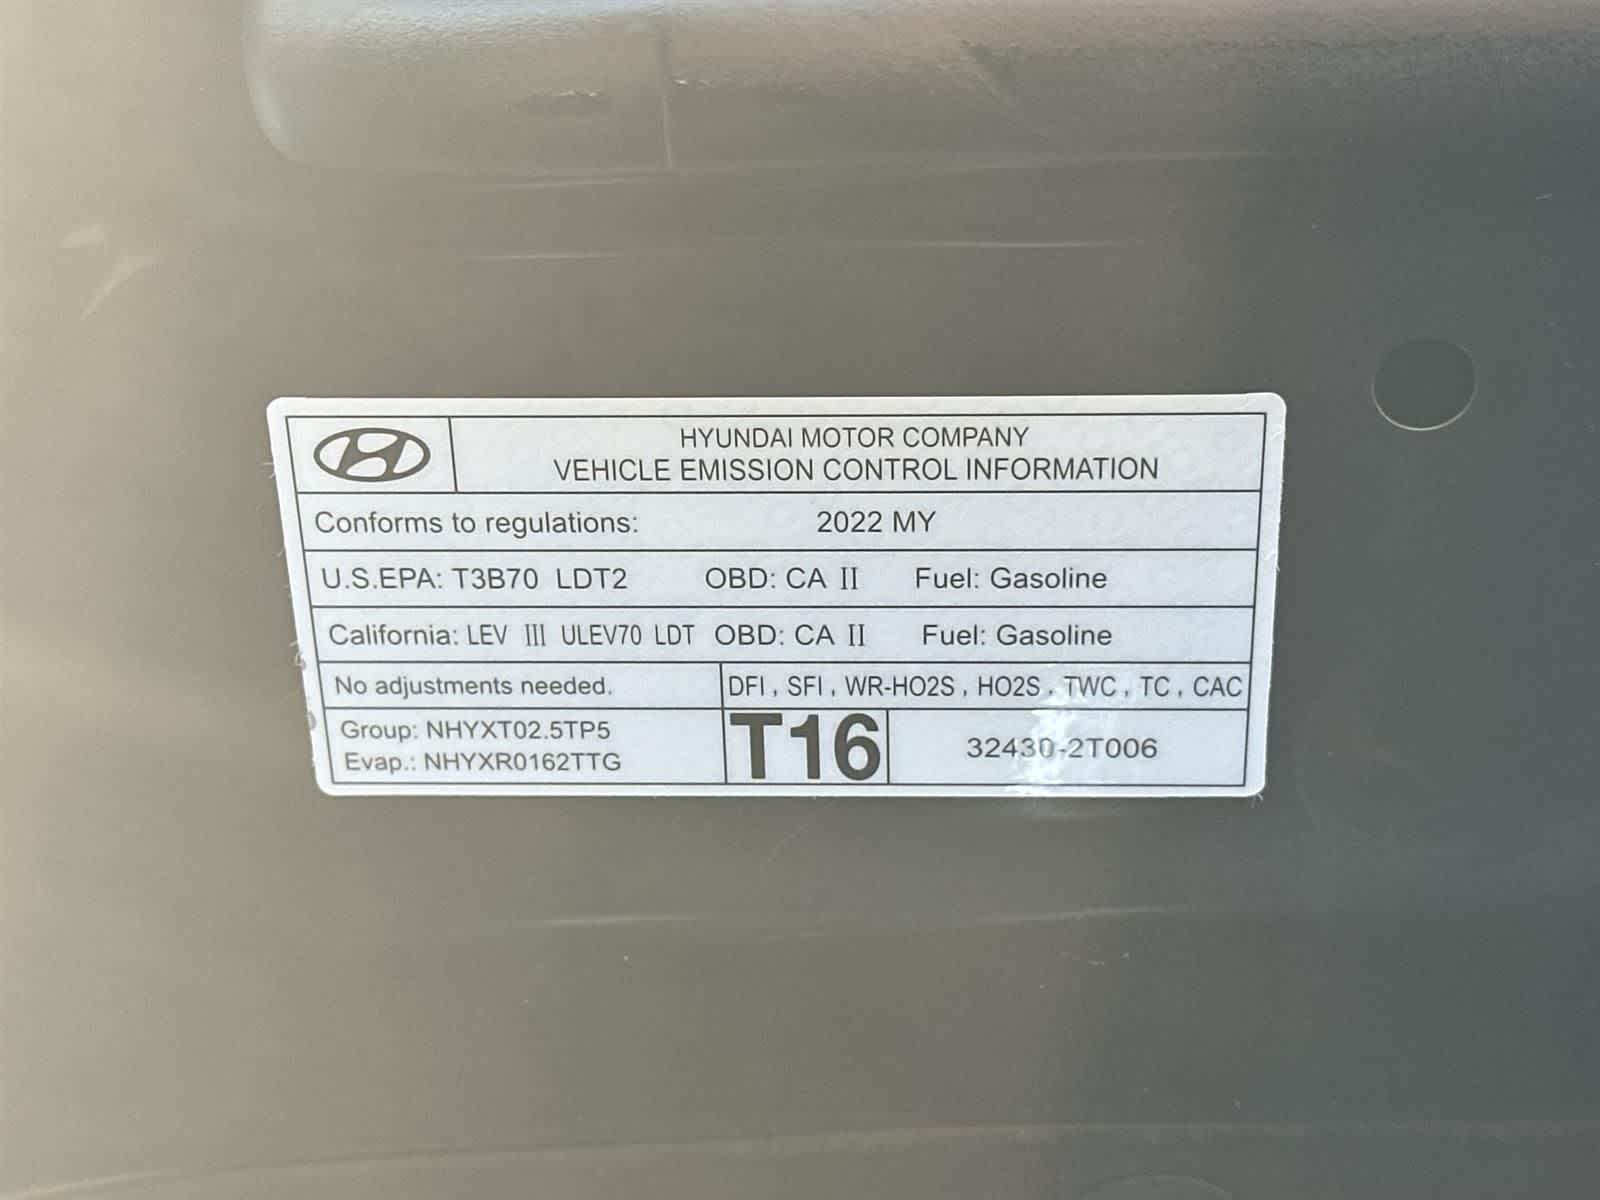 HYUNDAI MOTOR COMPANY
VEHICLE EMISSION CONTROL INFORMATION
Conforms to regulations: 2022 MY
U.S.EPA: T3B70 LDT2 OBD: CA II Fuel: Gasoline
California: LEV III ULEV70 LDT OBD: CA II Fuel: Gasoline
No adjustments needed. DFI , SFI , WR-HO2S , HO2S , TWC , TC , CAC
Group: NHYXT02.5TP5
Evap.: NHYXR0162TTG
T16
32430-2T006